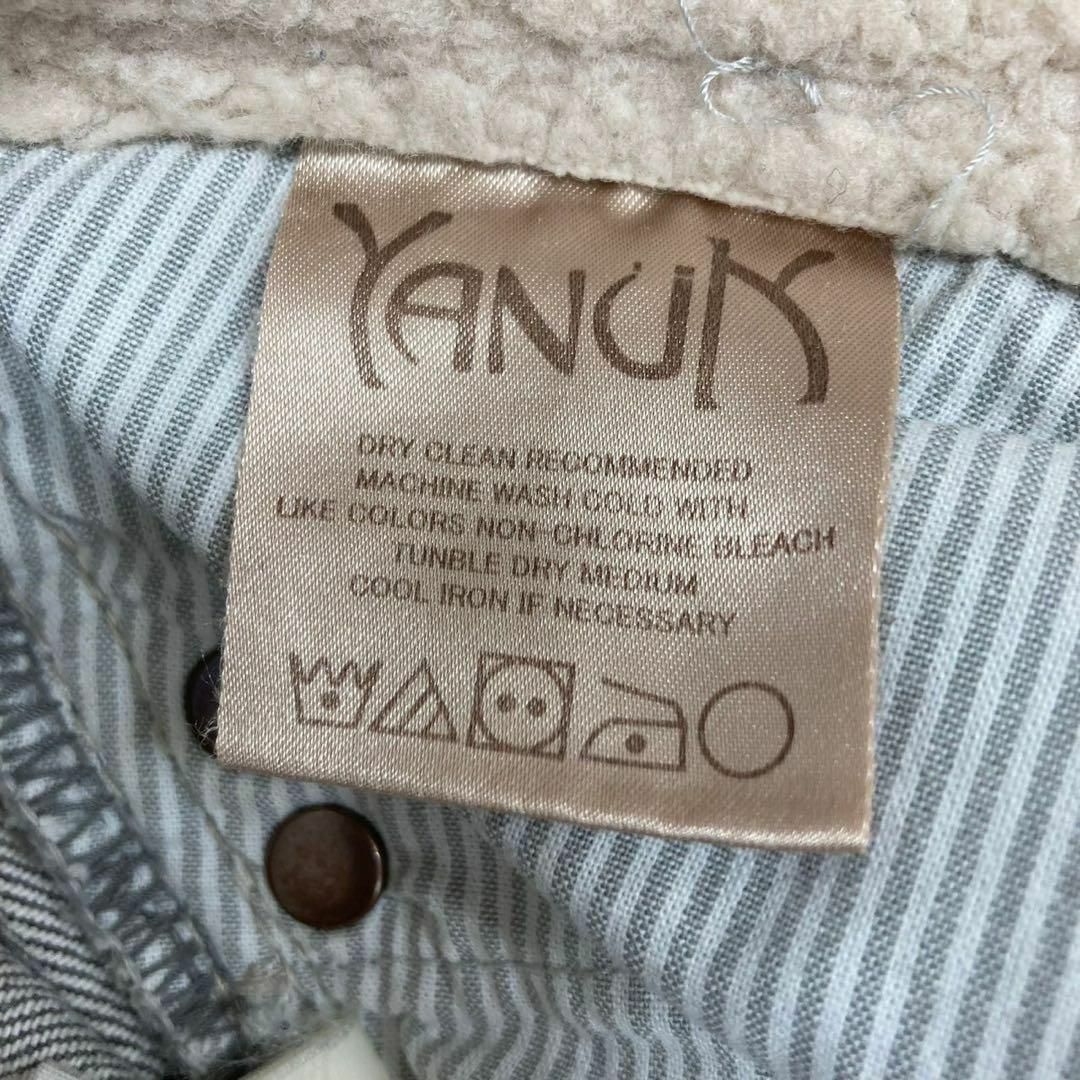 YANUK
DRY CLEAN RECOMMENDED
MACHINE WASH COLD WITH
LIKE COLORS NON-CHLORINE BLEACH
TUNBLE DRY MEDIUM
COOL IRON IF NECESSARY